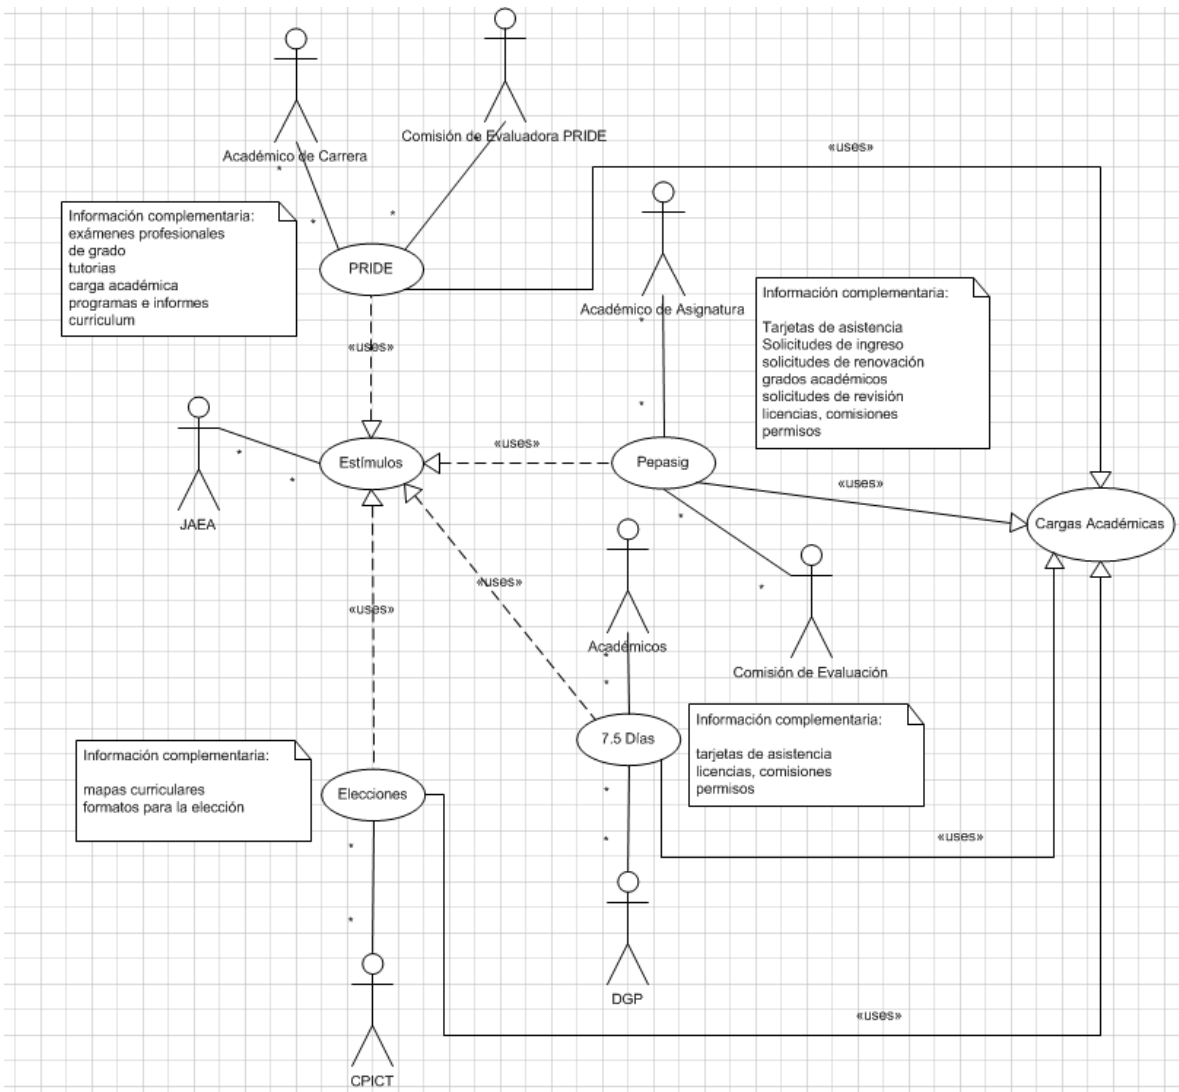 Comisión de Evaluadora PRIDE
Académico de Carrera
«uses»
*
*
*
*
Información complementaria:
exámenes profesionales
de grado
tutorias
carga académica
programas e informes
curriculum
PRIDE
«uses»
Académico de Asignatura
*
*
Información complementaria:
Tarjetas de asistencia
Solicitudes de ingreso
solicitudes de renovación
grados académicos
solicitudes de revisión
licencias, comisiones
permisos
JAEA
*
*
Estímulos
«uses»
Pepasig
«uses»
Cargas Académicas
*
*
Comisión de Evaluación
«uses»
«uses»
Académicos
*
*
7.5 Días
Información complementaria:
tarjetas de asistencia
licencias, comisiones
permisos
«uses»
*
*
DGP
Información complementaria:
mapas curriculares
formatos para la elección
Elecciones
*
*
CPICT
«uses»